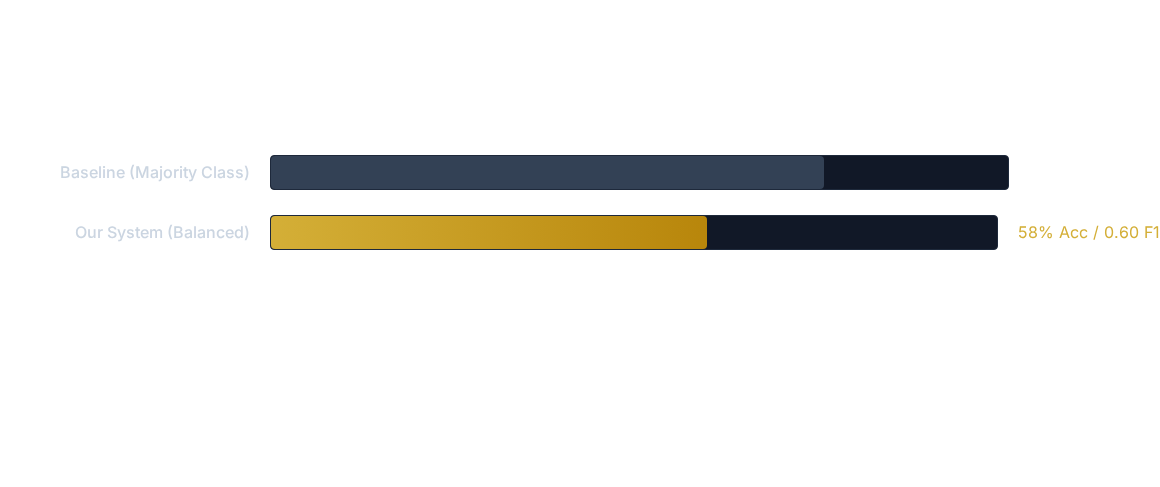 Baseline (Majority Class)
Our System (Balanced)
58% Acc / 0.60 F1